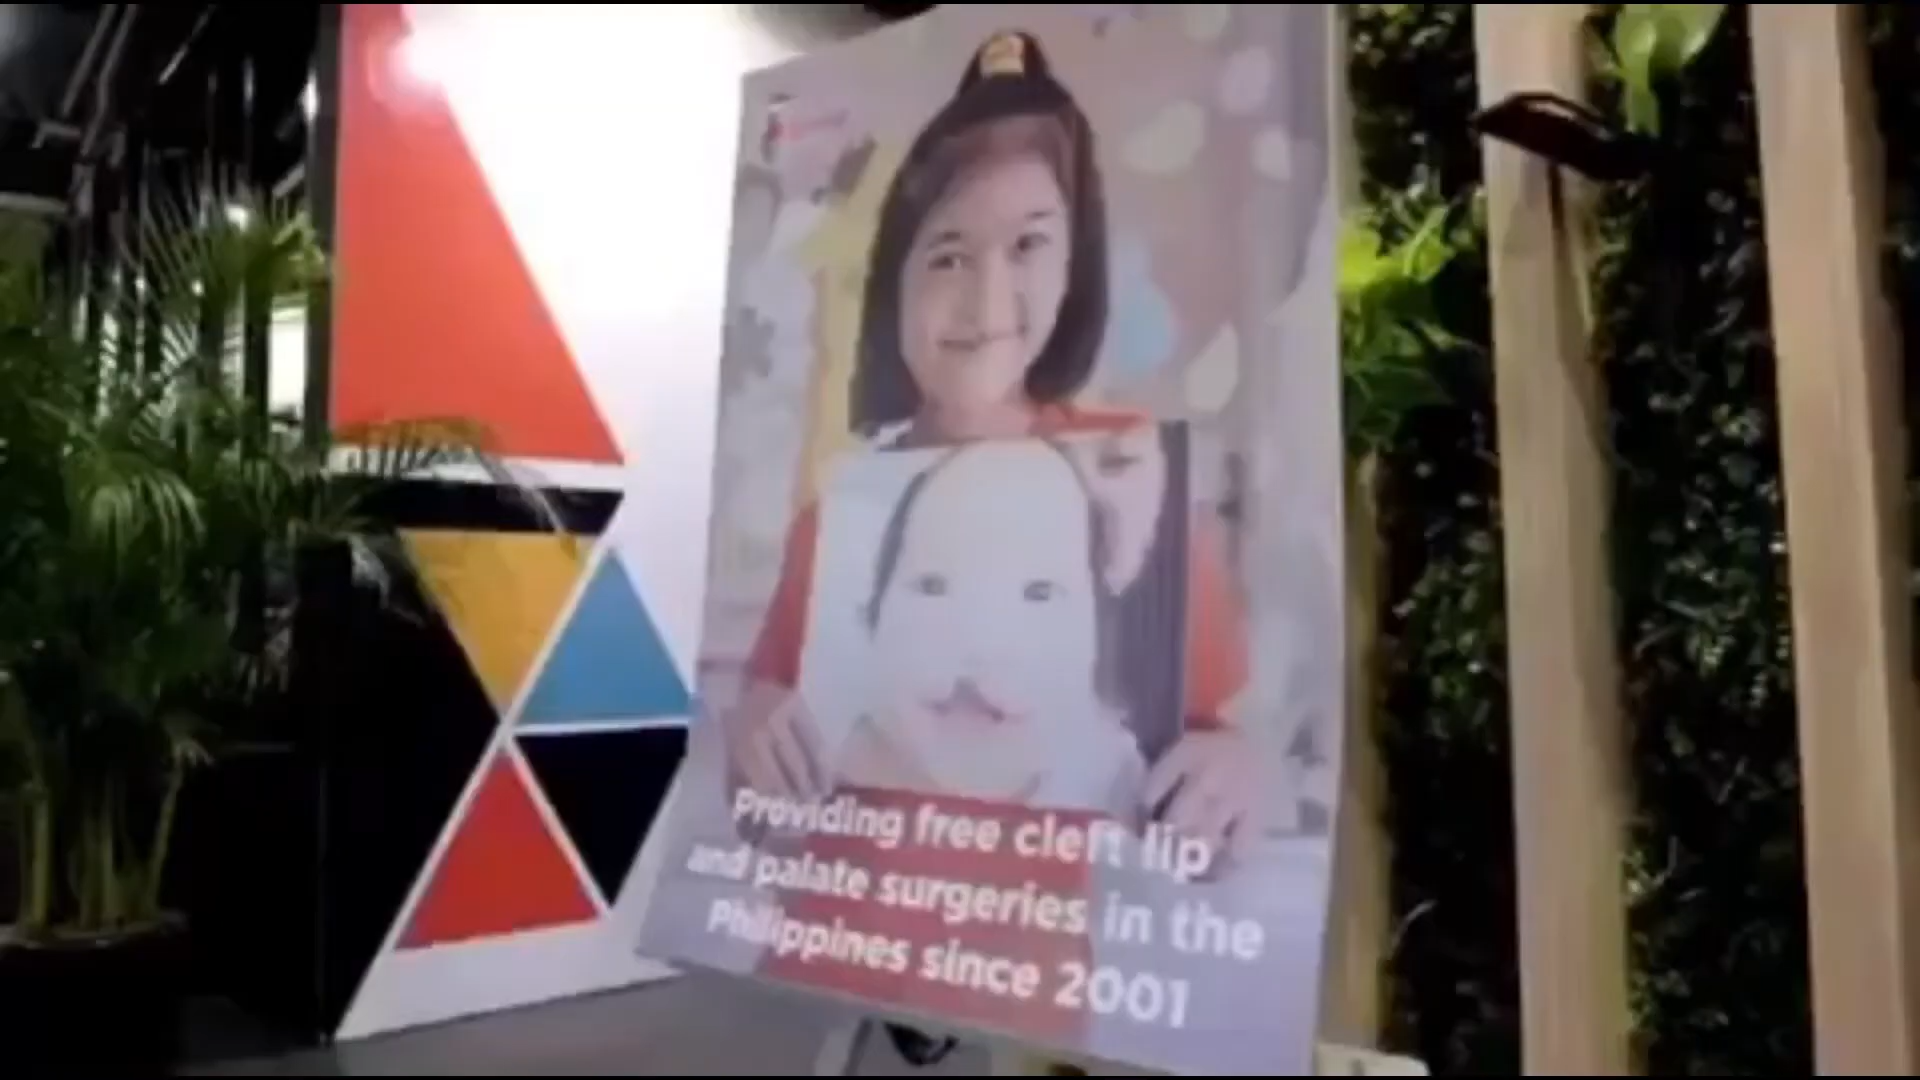 Providing free cleft lip
and palate surgeries in the
Philippines since 2001